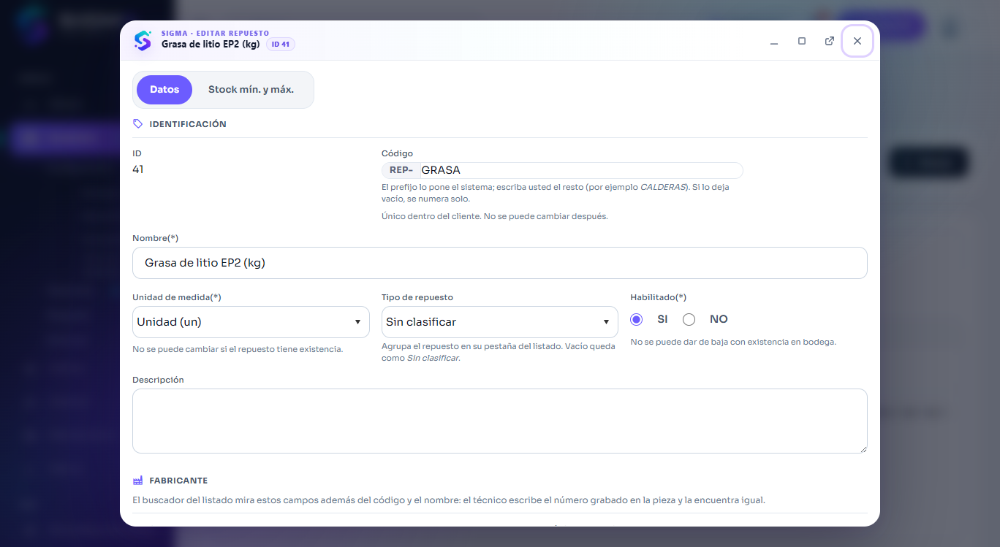 SIGMA · EDITAR REPUESTO
Grasa de litio EP2 (kg) ID 41
Datos Stock mín. y máx.
IDENTIFICACIÓN
ID
41
Código
REP- GRASA
El prefijo lo pone el sistema; escriba usted el resto (por ejemplo CALDERAS). Si lo deja
vacío, se numera solo.
Único dentro del cliente. No se puede cambiar después.
Nombre(*)
Grasa de litio EP2 (kg)
Unidad de medida(*)
Unidad (un)
No se puede cambiar si el repuesto tiene existencia.
Tipo de repuesto
Sin clasificar
Agrupa el repuesto en su pestaña del listado. Vacío queda
como Sin clasificar.
Habilitado(*)
SI NO
No se puede dar de baja con existencia en bodega.
Descripción
FABRICANTE
El buscador del listado mira estos campos además del código y el nombre: el técnico escribe el número grabado en la pieza y la encuentra igual.